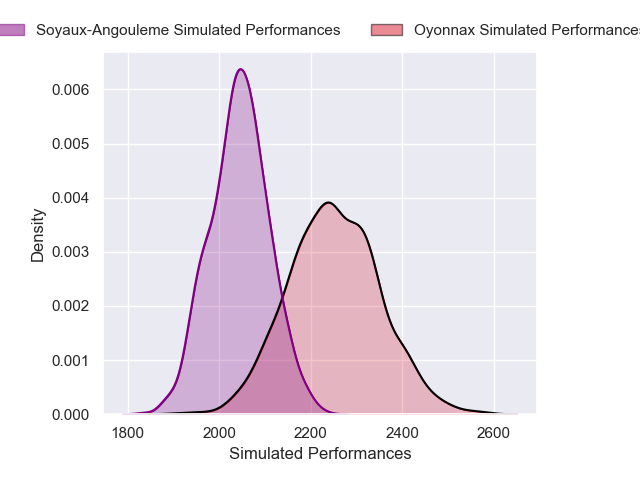 Soyaux-Angouleme Simulated Performances Oyonnax Simulated Performances
0.006
0.005
0.004
0.003
0.002
0.001
0.000
Density
1800 2000 2200 2400 2600
Simulated Performances